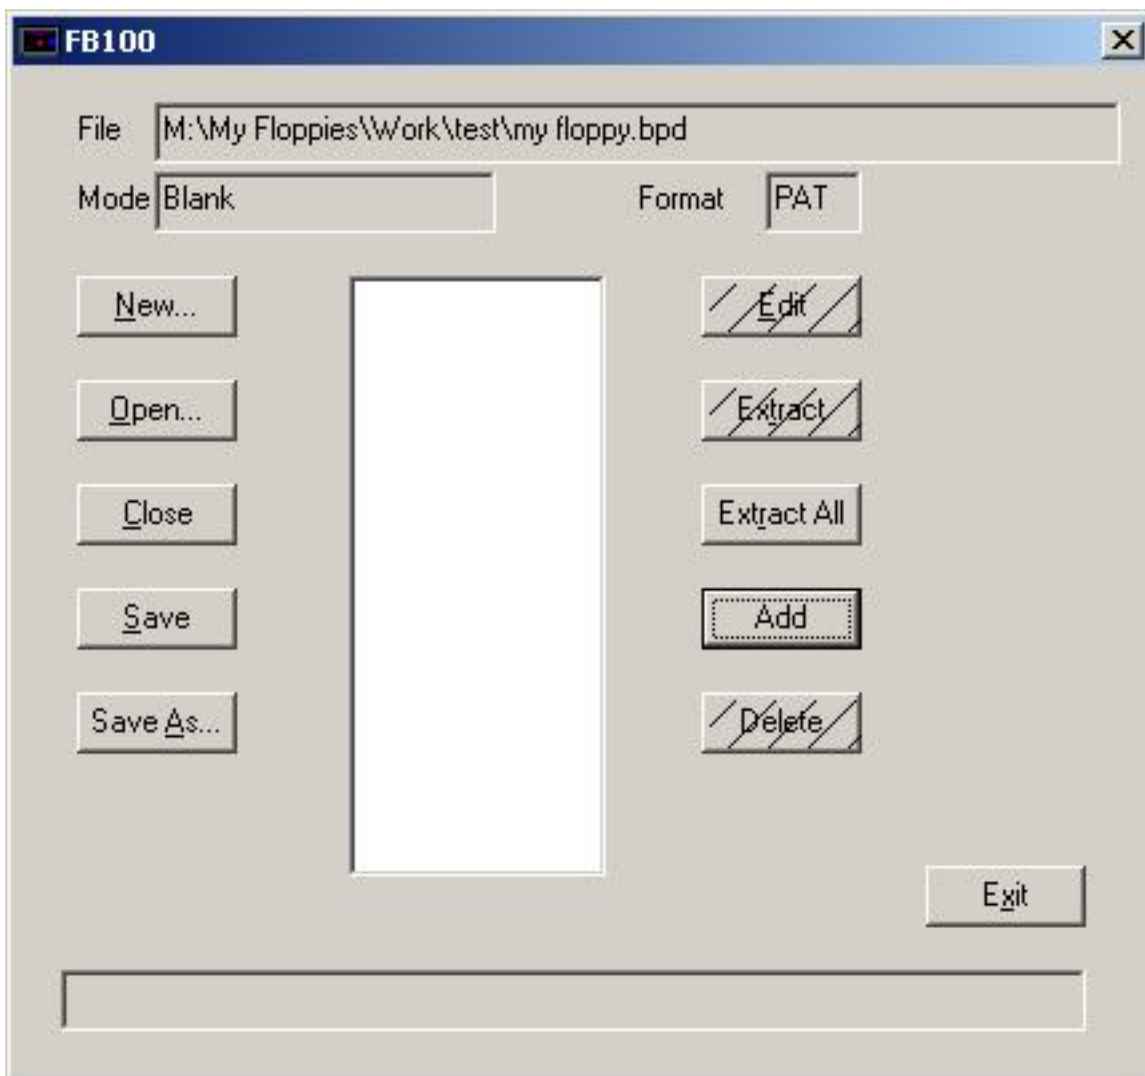 FB100
File M:\My Floppies\Work\test\my floppy.bpd
Mode Blank Format PAT
New... Edit
Open... Extract
Close Extract All
Save Add
Save As... Delete
Exit